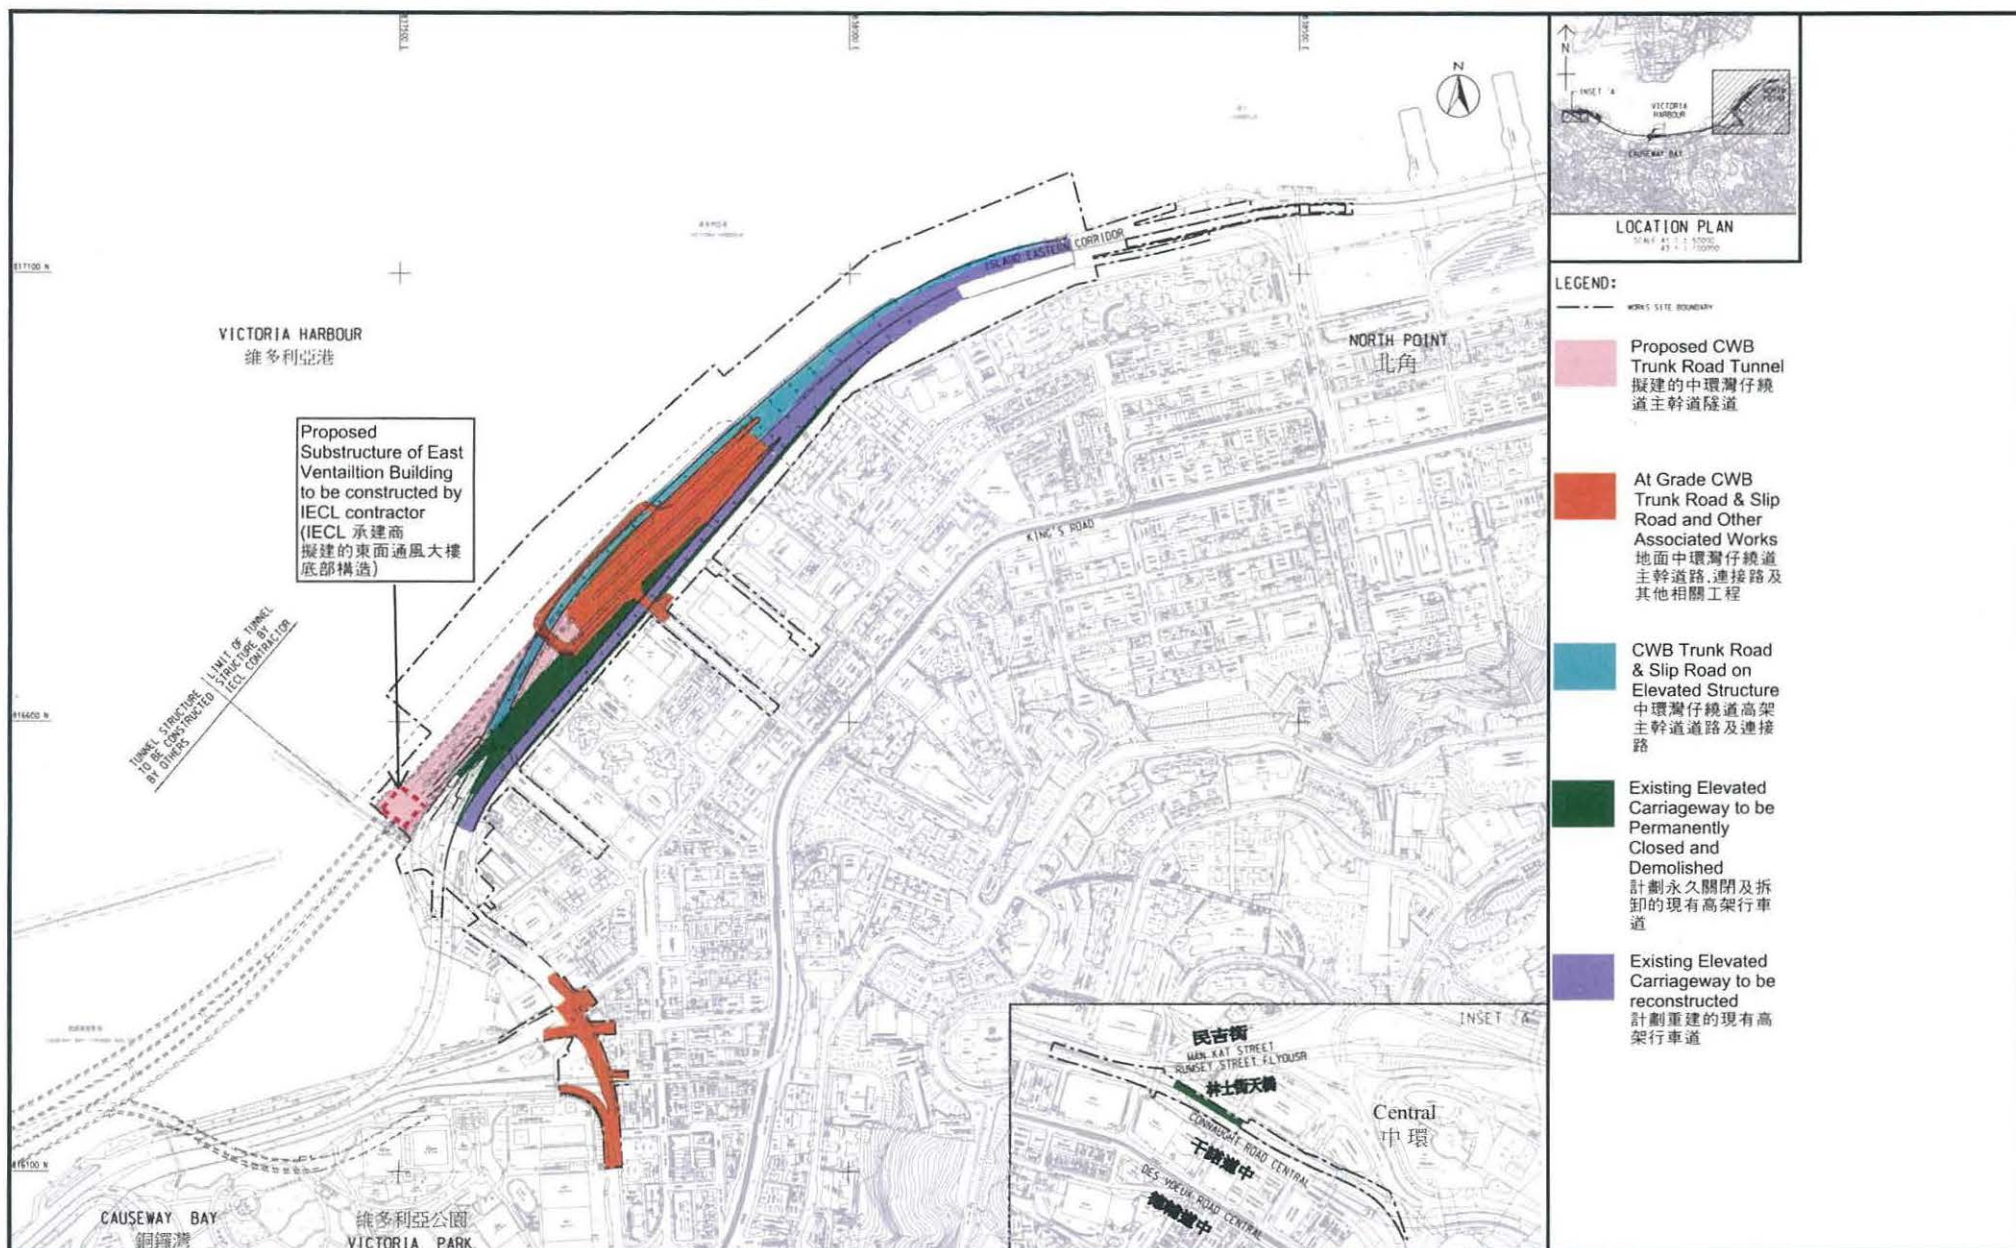 N
VICTORIA HARBOUR
維多利亞港
817100 N
ISLAND EASTERN CORRIDOR
NORTH POINT
北角
KING'S ROAD
Proposed
Substructure of East
Ventailtion Building
to be constructed by
IECL contractor
(IECL 承建商
擬建的東面通風大樓
底部構造)
LIMIT OF TUNNEL
STRUCTURE BY
IECL CONTRACTOR
TUNNEL STRUCTURE
TO BE CONSTRUCTED
BY OTHERS
816600 N
816100 N
CAUSEWAY BAY
銅鑼灣
維多利亞公園
VICTORIA PARK
INSET 'A'
民吉街
MAN KAT STREET
RUMSEY STREET FLYOUSR
林士街天橋
Central
中環
CONNAUGHT ROAD CENTRAL
干諾道中
DES VOEUX ROAD CENTRAL
德輔道中
N
INSET 'A'
VICTORIA
HARBOUR
NORTH
POINT
CAUSEWAY BAY
LOCATION PLAN
LEGEND:
WORKS SITE BOUNDARY
Proposed CWB
Trunk Road Tunnel
擬建的中環灣仔繞
道主幹道隧道
At Grade CWB
Trunk Road & Slip
Road and Other
Associated Works
地面中環灣仔繞道
主幹道路,連接路及
其他相關工程
CWB Trunk Road
& Slip Road on
Elevated Structure
中環灣仔繞道高架
主幹道道路及連接
路
Existing Elevated
Carriageway to be
Permanently
Closed and
Demolished
計劃永久關閉及拆
卸的現有高架行車
道
Existing Elevated
Carriageway to be
reconstructed
計劃重建的現有高
架行車道